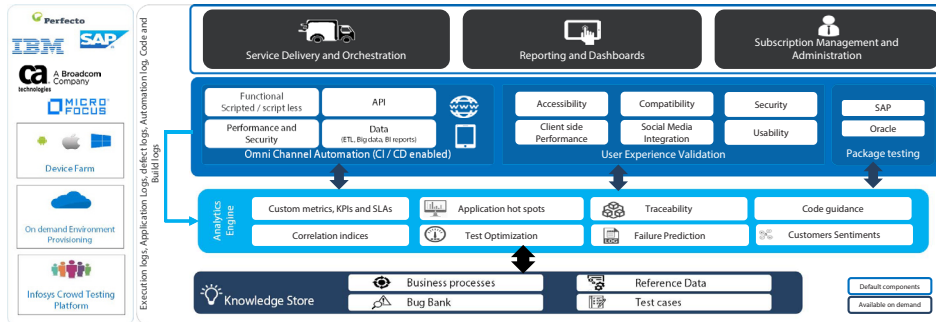 Perfecto
IBM
SAP
ca
technologies
A Broadcom
Company
MICRO
FOCUS
Device Farm
On demand Environment
Provisioning
Infosys Crowd Testing
Platform
Execution logs, Application Logs, defect logs, Automation log, Code and
Build logs
Service Delivery and Orchestration
Reporting and Dashboards
Subscription Management and
Administration
Functional
Scripted / script less
API
Performance and
Security
Data
(ETL, Big data, BI reports)
WWW
Omni Channel Automation (CI / CD enabled)
Accessibility
Compatibility
Security
Client side
Performance
Social Media
Integration
Usability
User Experience Validation
SAP
Oracle
Package testing
Analytics
Engine
Custom metrics, KPIs and SLAs
Application hot spots
Traceability
Code guidance
Correlation indices
Test Optimization
LOG
Failure Prediction
Customers Sentiments
Knowledge Store
Business processes
Reference Data
Bug Bank
Test cases
Default components
Available on demand